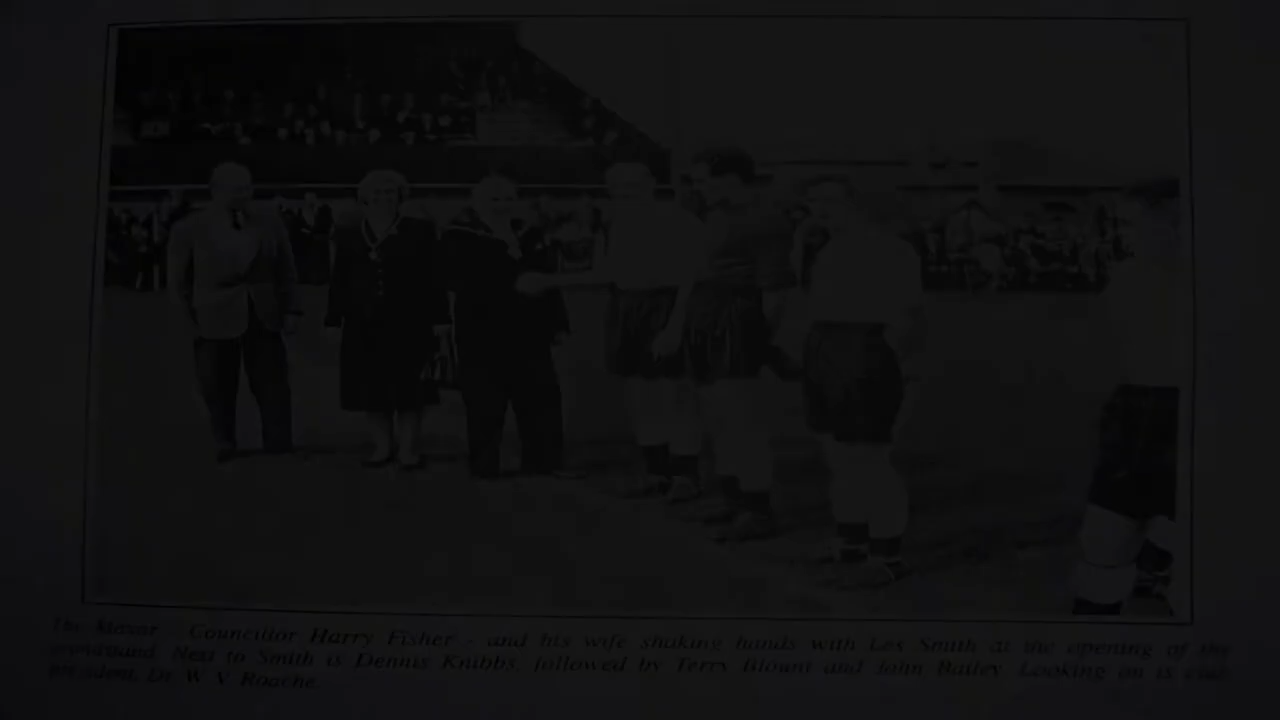 The Mayor - Councillor Harry Fisher - and his wife shaking hands with Les Smith at the opening of the
grandstand. Next to Smith is Dennis Knibbs, followed by Terry Blount and John Bailey. Looking on is
president, Dr. W. V. Roache.